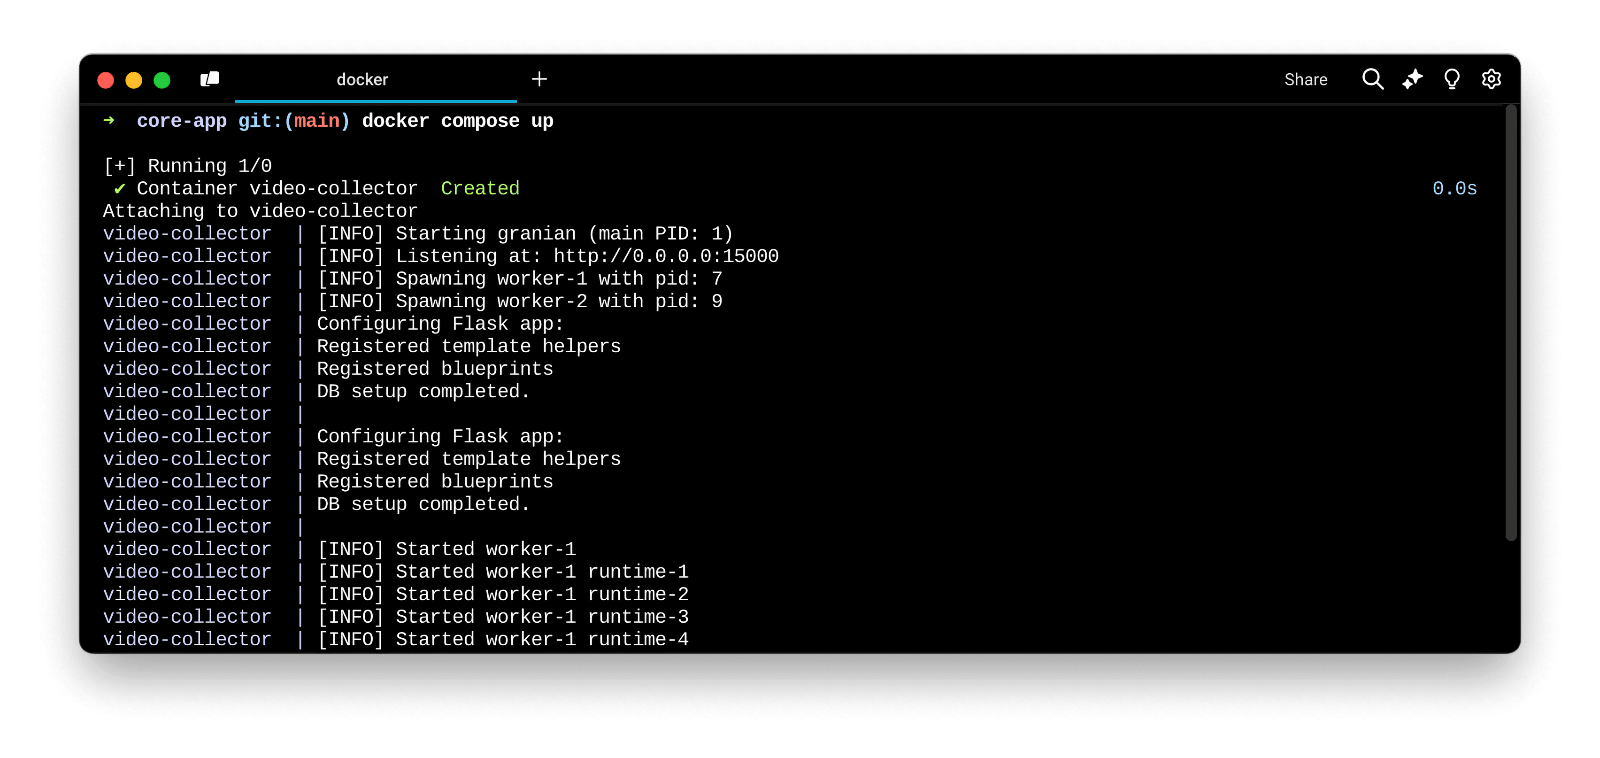 docker
Share
➜ core-app git:(main) docker compose up
[+] Running 1/0
✔ Container video-collector Created 0.0s
Attaching to video-collector
video-collector | [INFO] Starting granian (main PID: 1)
video-collector | [INFO] Listening at: http://0.0.0.0:15000
video-collector | [INFO] Spawning worker-1 with pid: 7
video-collector | [INFO] Spawning worker-2 with pid: 9
video-collector | Configuring Flask app:
video-collector | Registered template helpers
video-collector | Registered blueprints
video-collector | DB setup completed.
video-collector |
video-collector | Configuring Flask app:
video-collector | Registered template helpers
video-collector | Registered blueprints
video-collector | DB setup completed.
video-collector |
video-collector | [INFO] Started worker-1
video-collector | [INFO] Started worker-1 runtime-1
video-collector | [INFO] Started worker-1 runtime-2
video-collector | [INFO] Started worker-1 runtime-3
video-collector | [INFO] Started worker-1 runtime-4